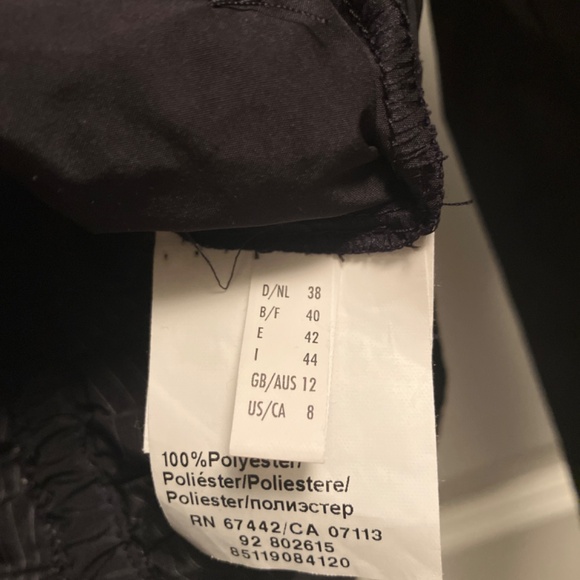 D/NL 38
B/F 40
E 42
I 44
GB/AUS 12
US/CA 8
100%Polyester/
Poliéster/Poliestere/
Poliester/полиэстер
RN 67442/CA 07113
92 802615
85119084120